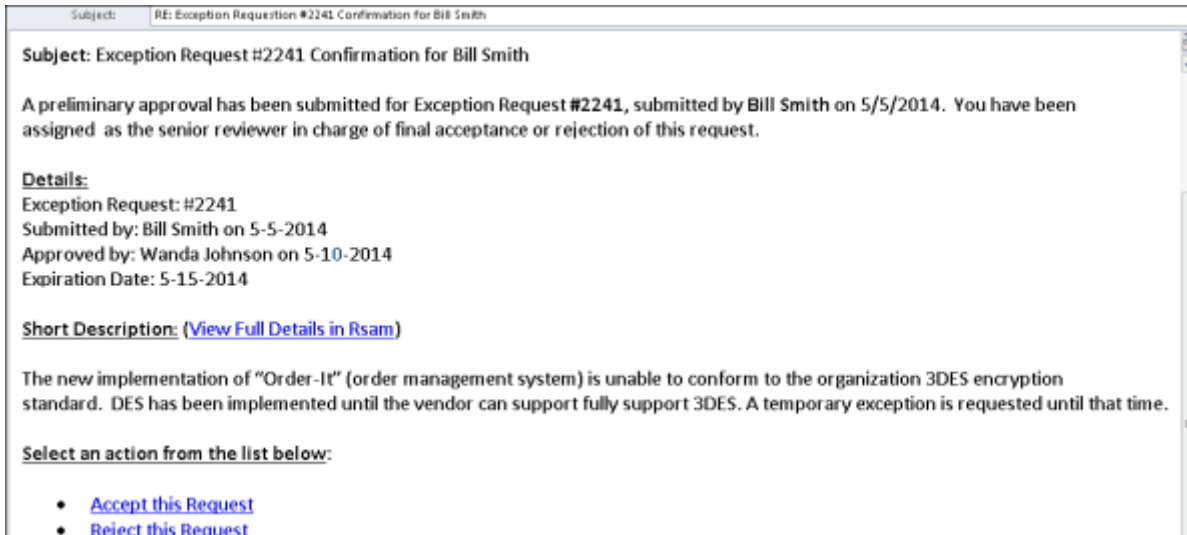 Subject: RE: Exception Requestion #2241 Confirmation for Bill Smith
Subject: Exception Request #2241 Confirmation for Bill Smith
A preliminary approval has been submitted for Exception Request #2241, submitted by Bill Smith on 5/5/2014. You have been
assigned as the senior reviewer in charge of final acceptance or rejection of this request.
Details:
Exception Request: #2241
Submitted by: Bill Smith on 5-5-2014
Approved by: Wanda Johnson on 5-10-2014
Expiration Date: 5-15-2014
Short Description: (View Full Details in Rsam)
The new implementation of “Order-It” (order management system) is unable to conform to the organization 3DES encryption
standard. DES has been implemented until the vendor can support fully support 3DES. A temporary exception is requested until that time.
Select an action from the list below:
• Accept this Request
• Reject this Request